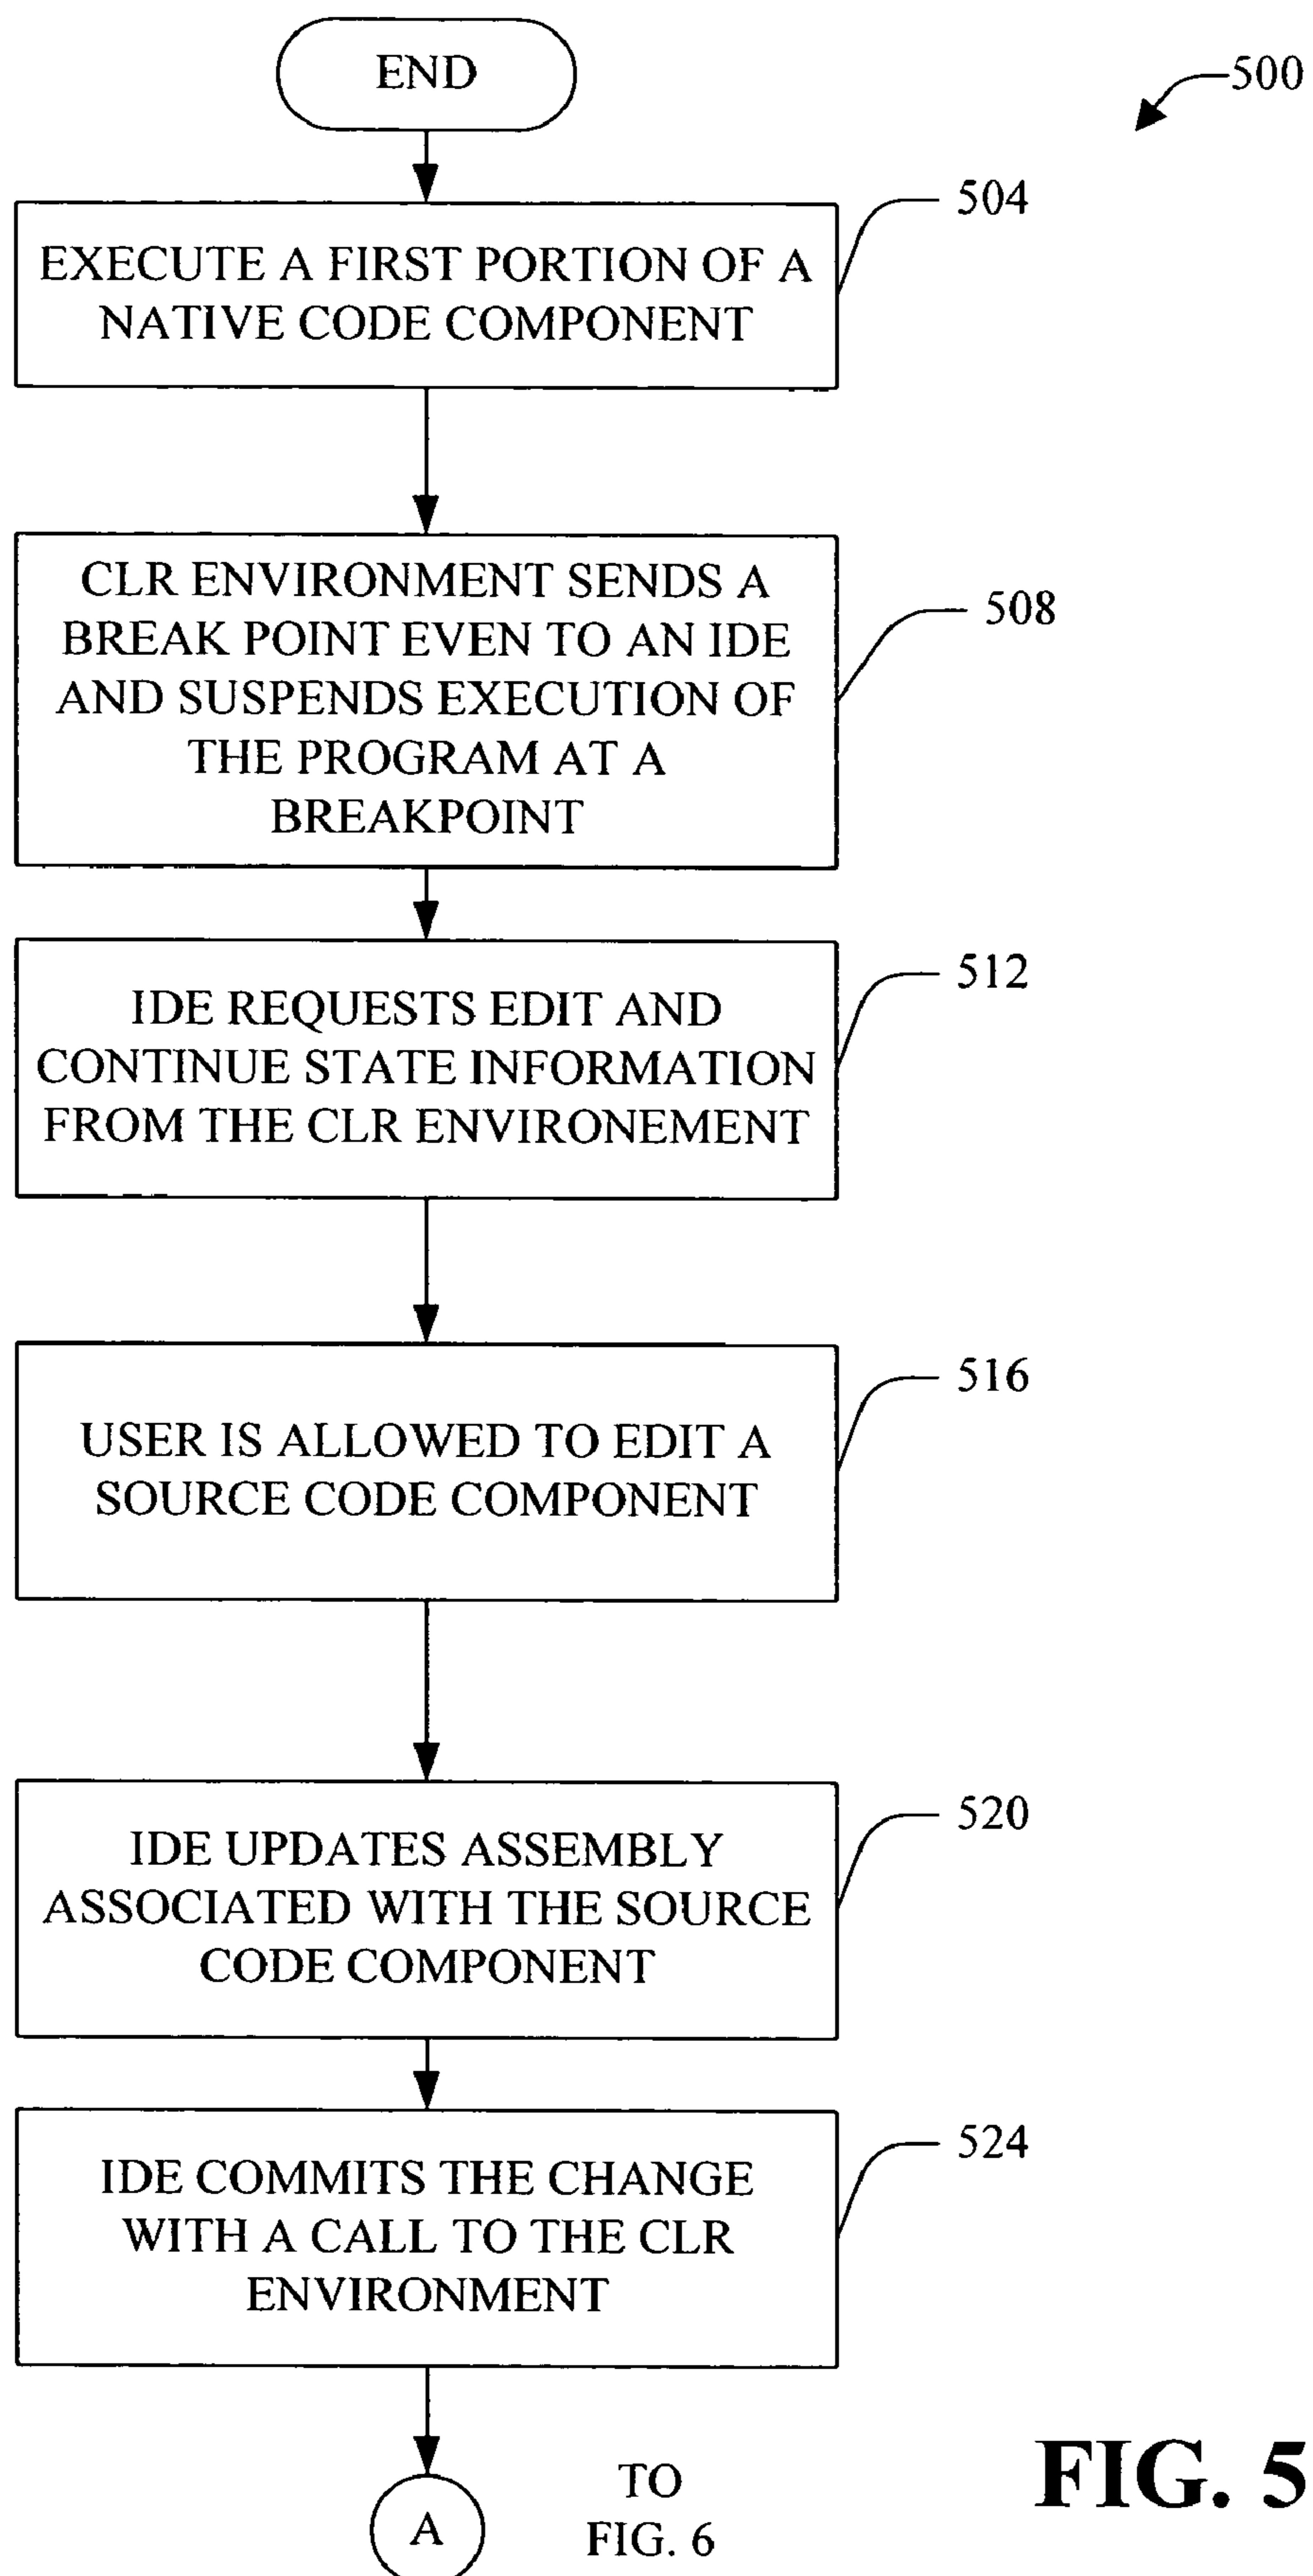 END
500
504
EXECUTE A FIRST PORTION OF A
NATIVE CODE COMPONENT
CLR ENVIRONMENT SENDS A
BREAK POINT EVEN TO AN IDE
AND SUSPENDS EXECUTION OF
THE PROGRAM AT A
BREAKPOINT
508
512
IDE REQUESTS EDIT AND
CONTINUE STATE INFORMATION
FROM THE CLR ENVIRONEMENT
516
USER IS ALLOWED TO EDIT A
SOURCE CODE COMPONENT
520
IDE UPDATES ASSEMBLY
ASSOCIATED WITH THE SOURCE
CODE COMPONENT
524
IDE COMMITS THE CHANGE
WITH A CALL TO THE CLR
ENVIRONMENT
A
TO
FIG. 6
FIG. 5